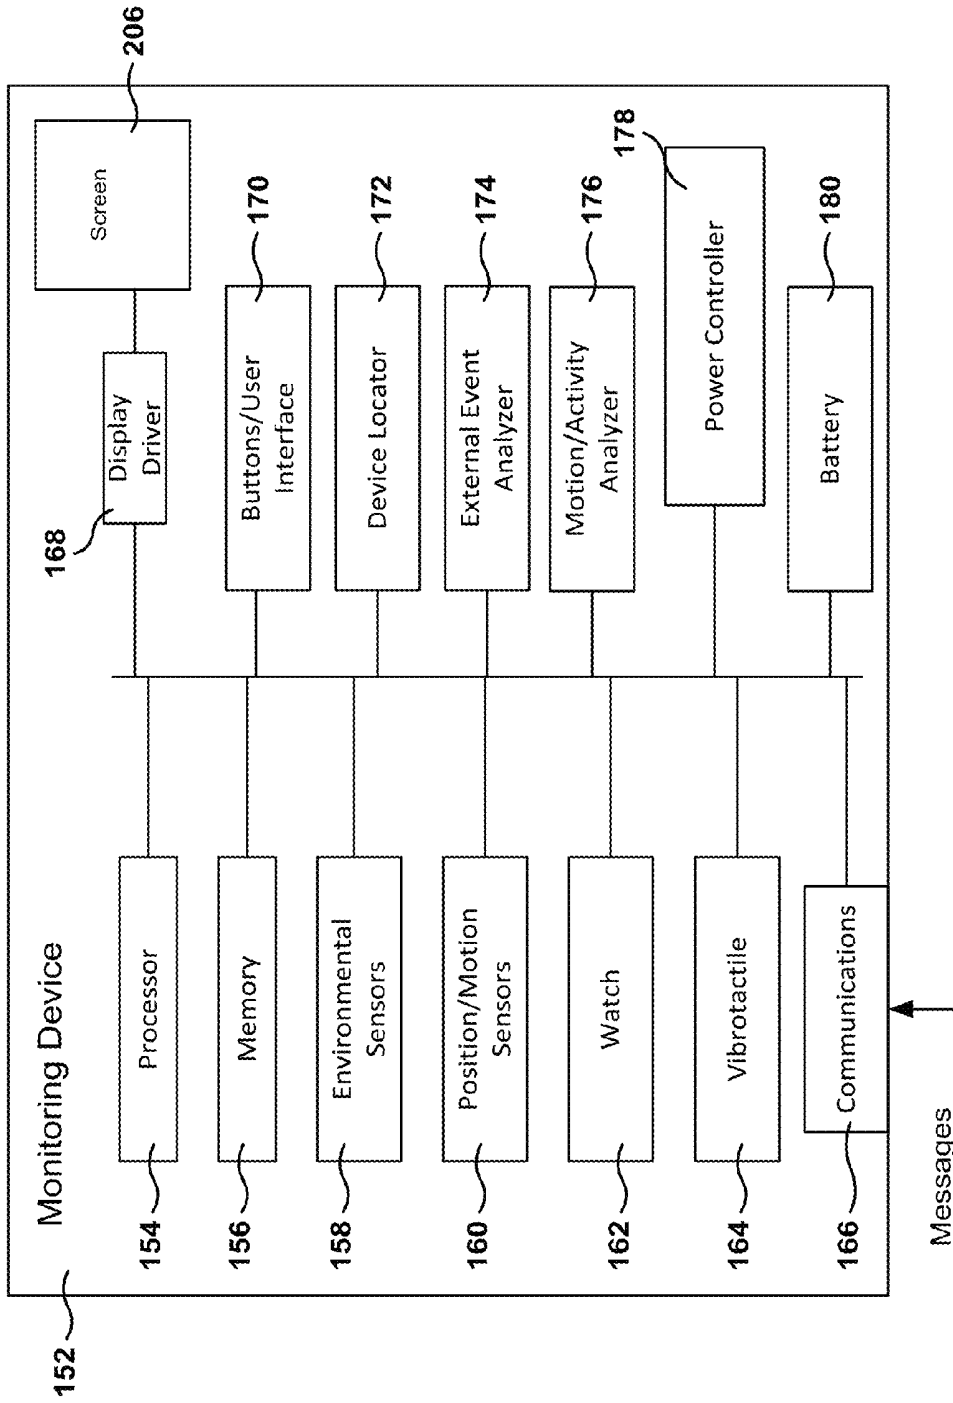 152
Monitoring Device
154
Processor
156
Memory
158
Environmental
Sensors
160
Position/Motion
Sensors
162
Watch
164
Vibrotactile
166
Communications
Messages
168
Display
Driver
Screen
206
Buttons/User
Interface
170
Device Locator
172
External Event
Analyzer
174
Motion/Activity
Analyzer
176
Power Controller
178
Battery
180